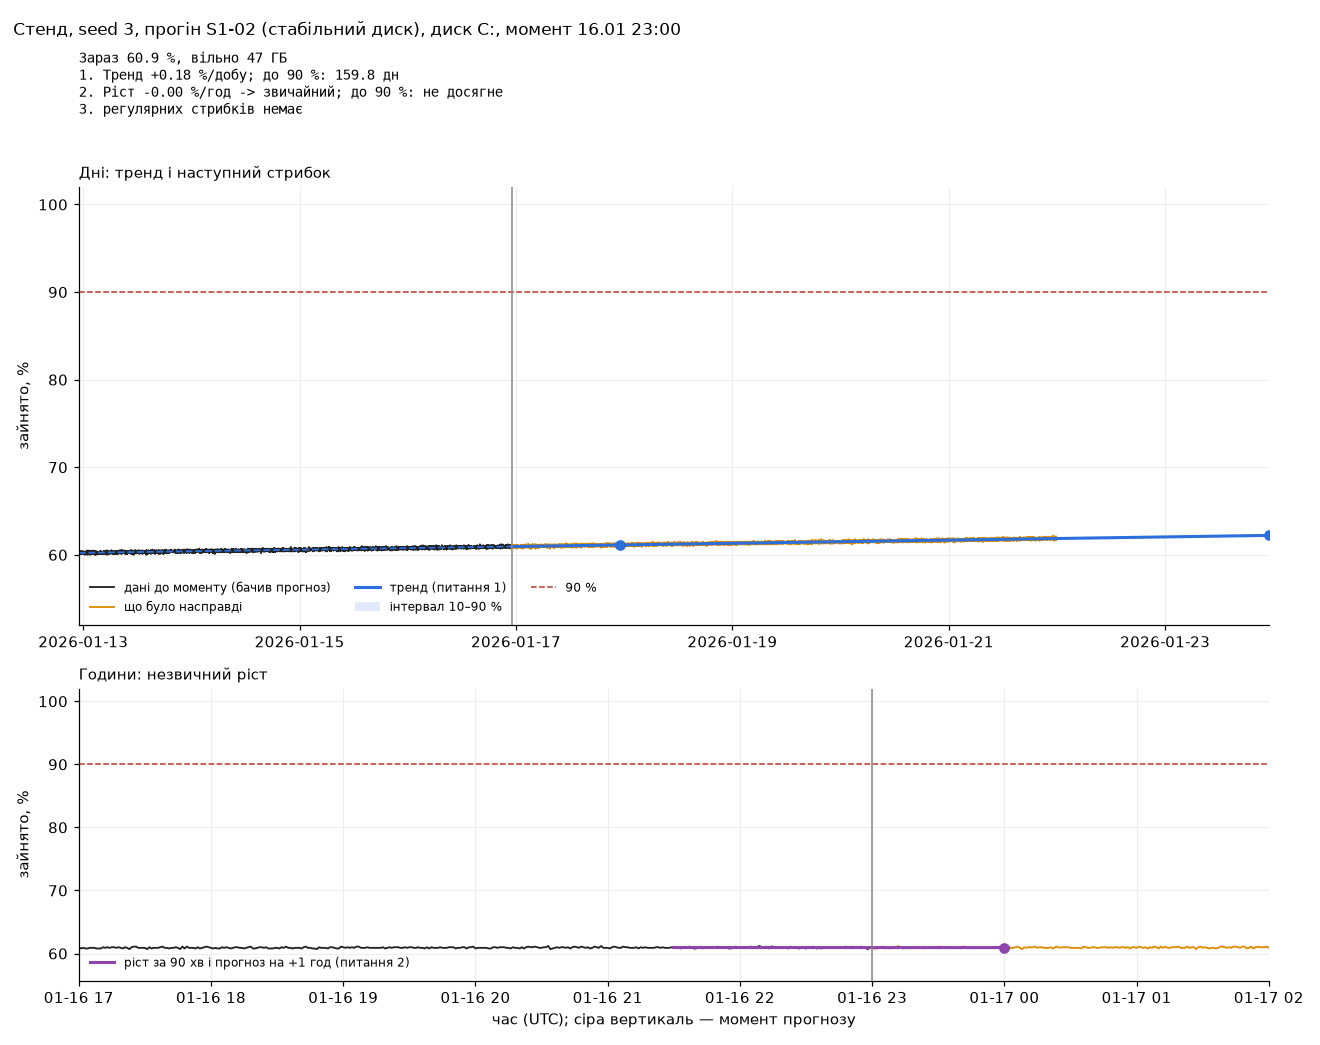 Стенд, seed 3, прогін S1-02 (стабільний диск), диск C:, момент 16.01 23:00
Зараз 60.9 %, вільно 47 ГБ
1. Тренд +0.18 %/добу; до 90 %: 159.8 дн
2. Ріст -0.00 %/год -> звичайний; до 90 %: не досягне
3. регулярних стрибків немає
Дні: тренд і наступний стрибок
100
90
80
70
60
зайнято, %
дані до моменту (бачив прогноз)
тренд (питання 1)
90 %
що було насправді
інтервал 10–90 %
2026-01-13
2026-01-15
2026-01-17
2026-01-19
2026-01-21
2026-01-23
Години: незвичний ріст
100
90
80
70
60
зайнято, %
ріст за 90 хв і прогноз на +1 год (питання 2)
01-16 17
01-16 18
01-16 19
01-16 20
01-16 21
01-16 22
01-16 23
01-17 00
01-17 01
01-17 02
час (UTC); сіра вертикаль — момент прогнозу